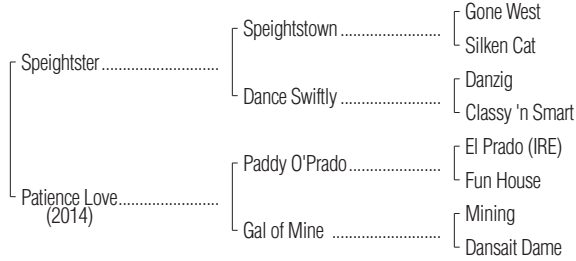 Gone West
Speightstown
Silken Cat
Speightster
Danzig
Dance Swiftly
Classy 'n Smart
El Prado (IRE)
Paddy O'Prado
Fun House
Patience Love
(2014)
Mining
Gal of Mine
Dansait Dame